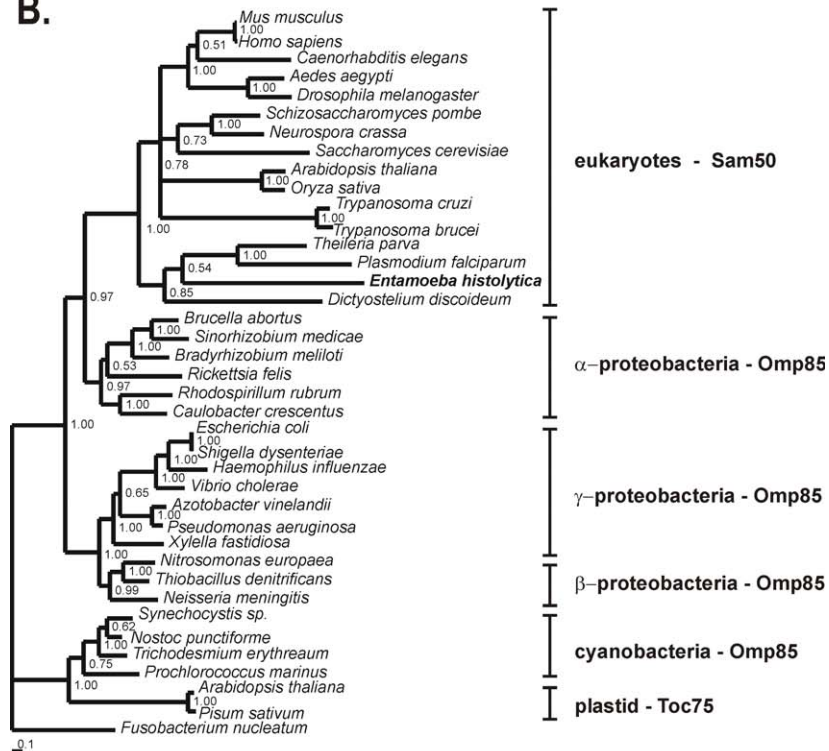 B.
Mus musculus
1.00
0.51
Homo sapiens
Caenorhabditis elegans
1.00
Aedes aegypti
1.00
Drosophila melanogaster
Schizosaccharomyces pombe
1.00
Neurospora crassa
0.73
Saccharomyces cerevisiae
0.78
eukaryotes - Sam50
Arabidopsis thaliana
1.00
Oryza sativa
Trypanosoma cruzi
1.00
1.00
Trypanosoma brucei
Theileria parva
1.00
Plasmodium falciparum
0.54
Entamoeba histolytica
0.85
0.97
Dictyostelium discoideum
Brucella abortus
1.00
Sinorhizobium medicae
1.00
Bradyrhizobium meliloti
0.53
α-proteobacteria - Omp85
Rickettsia felis
0.97
Rhodospirillum rubrum
1.00
Caulobacter crescentus
1.00
Escherichia coli
1.00
Shigella dysenteriae
1.00
Haemophilus influenzae
1.00
Vibrio cholerae
0.65
γ-proteobacteria - Omp85
Azotobacter vinelandii
1.00
Pseudomonas aeruginosa
1.00
Xylella fastidiosa
1.00
Nitrosomonas europaea
1.00
Thiobacillus denitrificans
β-proteobacteria - Omp85
0.99
Neisseria meningitis
Synechocystis sp.
0.62
Nostoc punctiforme
1.00
Trichodesmium erythreaum
cyanobacteria - Omp85
0.75
Prochlorococcus marinus
1.00
Arabidopsis thaliana
1.00
plastid - Toc75
Pisum sativum
Fusobacterium nucleatum
0.1